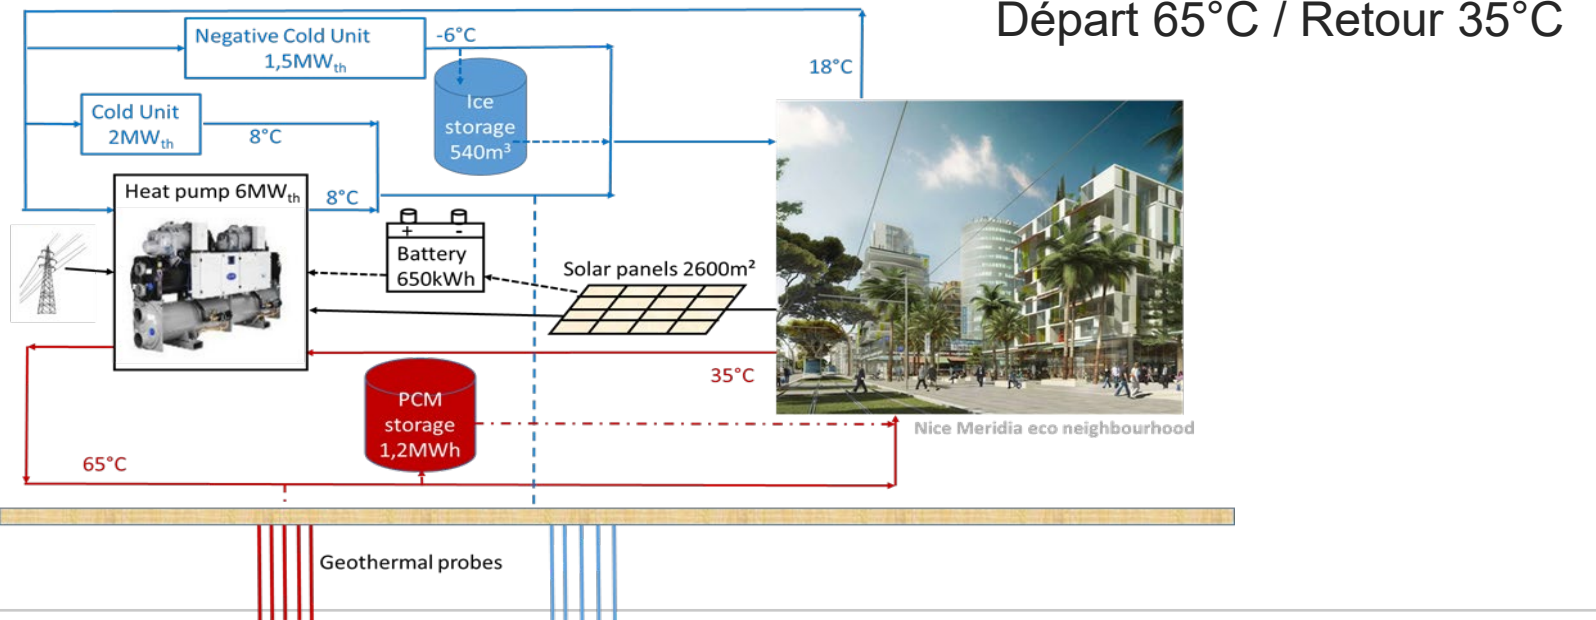 Départ 65°C / Retour 35°C
Negative Cold Unit
1,5MWth
-6°C
18°C
Ice
storage
540m³
Cold Unit
2MWth
8°C
Heat pump 6MWth
8°C
+ -
Battery
650kWh
Solar panels 2600m²
35°C
PCM
storage
1,2MWh
Nice Meridia eco neighbourhood
65°C
Geothermal probes